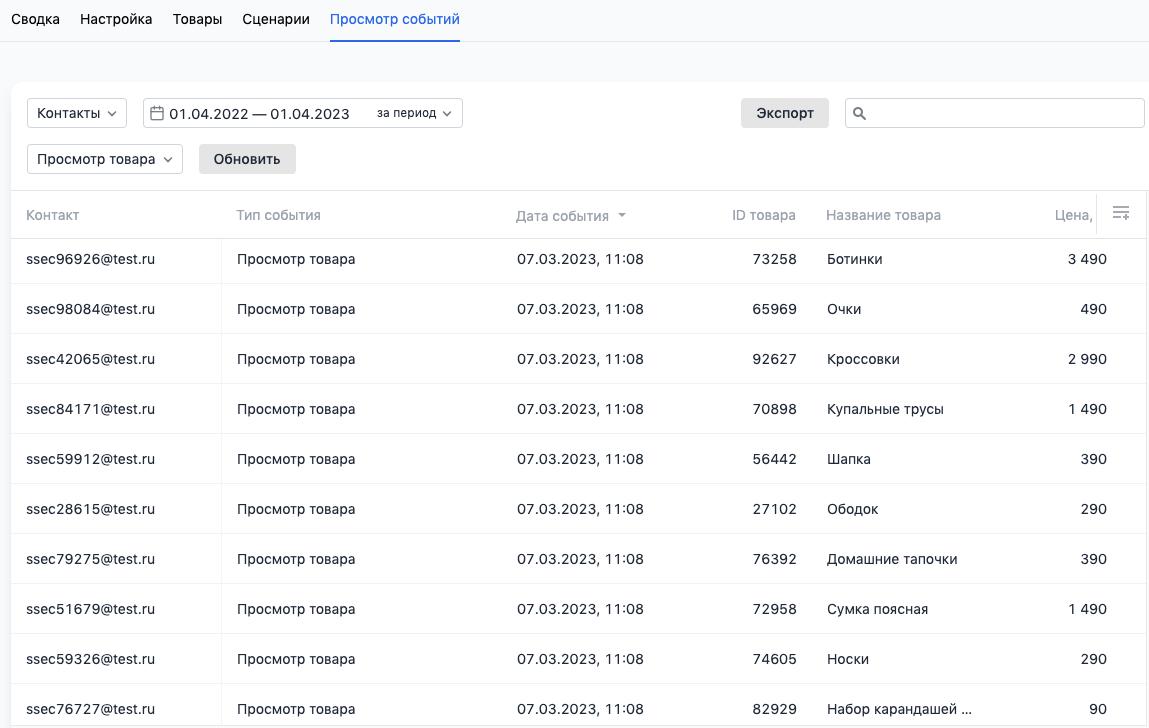 Сводка Настройка Товары Сценарии Просмотр событий
Контакты 01.04.2022 — 01.04.2023 за период Экспорт
Просмотр товара Обновить
Контакт Тип события Дата события ID товара Название товара Цена,
ssec96926@test.ru Просмотр товара 07.03.2023, 11:08 73258 Ботинки 3 490
ssec98084@test.ru Просмотр товара 07.03.2023, 11:08 65969 Очки 490
ssec42065@test.ru Просмотр товара 07.03.2023, 11:08 92627 Кроссовки 2 990
ssec84171@test.ru Просмотр товара 07.03.2023, 11:08 70898 Купальные трусы 1 490
ssec59912@test.ru Просмотр товара 07.03.2023, 11:08 56442 Шапка 390
ssec28615@test.ru Просмотр товара 07.03.2023, 11:08 27102 Ободок 290
ssec79275@test.ru Просмотр товара 07.03.2023, 11:08 76392 Домашние тапочки 390
ssec51679@test.ru Просмотр товара 07.03.2023, 11:08 72958 Сумка поясная 1 490
ssec59326@test.ru Просмотр товара 07.03.2023, 11:08 74605 Носки 290
ssec76727@test.ru Просмотр товара 07.03.2023, 11:08 82929 Набор карандашей ... 90